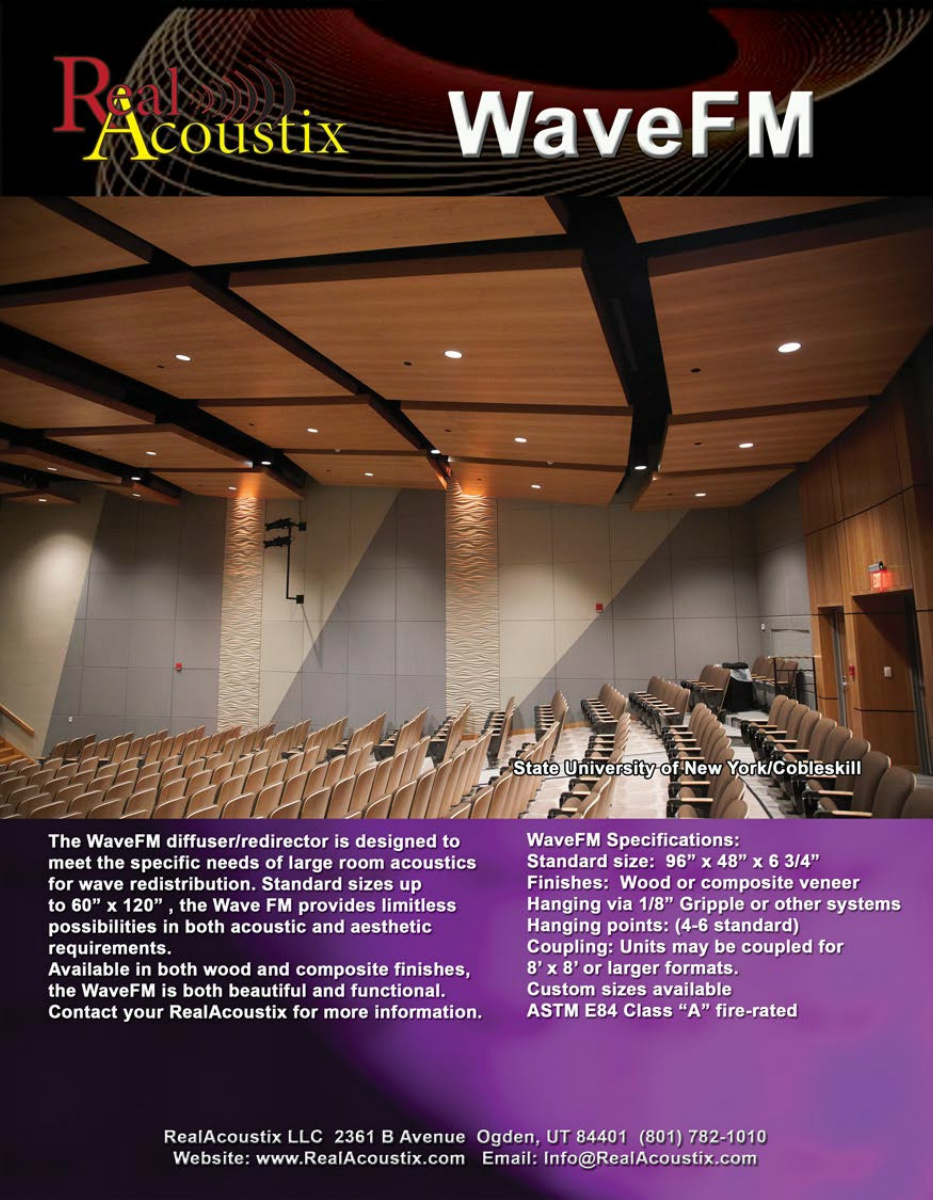 Real
Acoustix
WaveFM
State University of New York/Cobleskill
The WaveFM diffuser/redirector is designed to
meet the specific needs of large room acoustics
for wave redistribution. Standard sizes up
to 60” x 120” , the Wave FM provides limitless
possibilities in both acoustic and aesthetic
requirements.
Available in both wood and composite finishes,
the WaveFM is both beautiful and functional.
Contact your RealAcoustix for more information.
WaveFM Specifications:
Standard size:  96” x 48” x 6 3/4”
Finishes:  Wood or composite veneer
Hanging via 1/8” Gripple or other systems
Hanging points: (4-6 standard)
Coupling: Units may be coupled for
8’ x 8’ or larger formats.
Custom sizes available
ASTM E84 Class “A” fire-rated
RealAcoustix LLC  2361 B Avenue  Ogden, UT 84401  (801) 782-1010
Website: www.RealAcoustix.com   Email: Info@RealAcoustix.com